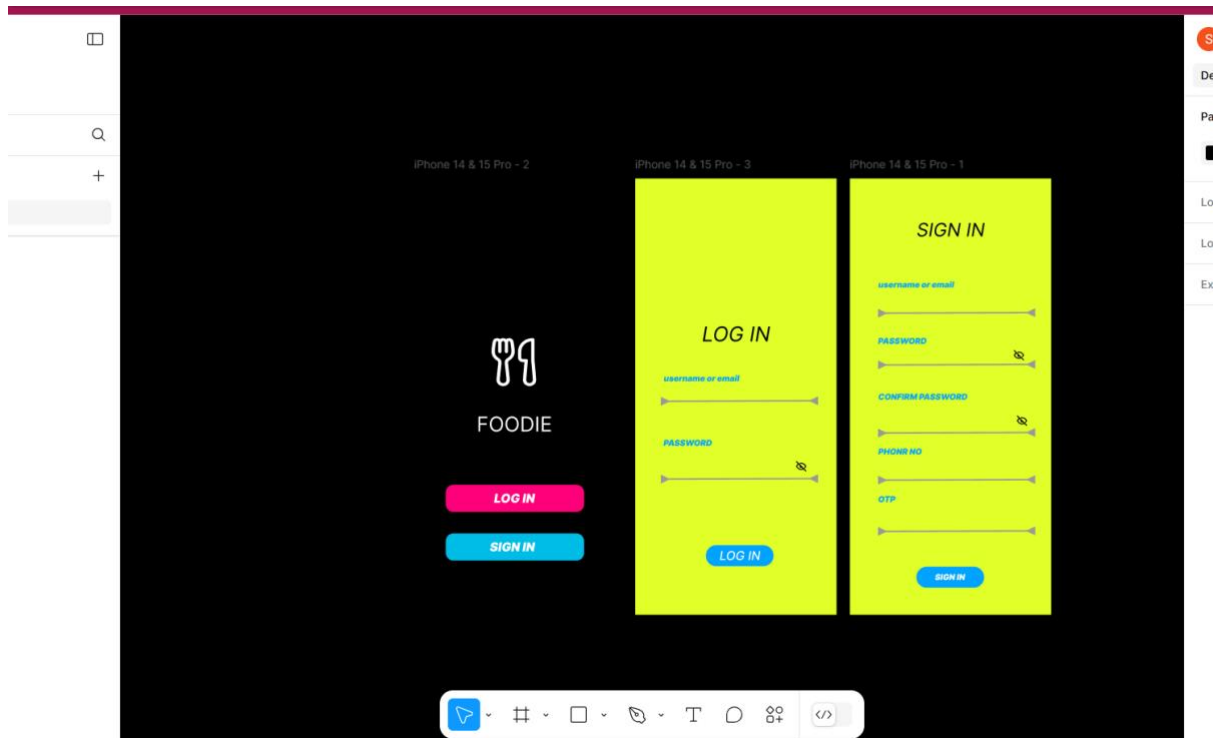 iPhone 14 & 15 Pro - 2
FOODIE
LOG IN
SIGN IN
iPhone 14 & 15 Pro - 3
LOG IN
username or email
PASSWORD
LOG IN
iPhone 14 & 15 Pro - 1
SIGN IN
username or email
PASSWORD
CONFIRM PASSWORD
PHONR NO
OTP
SIGN IN
S
De
Pa
Lo
Lo
Ex